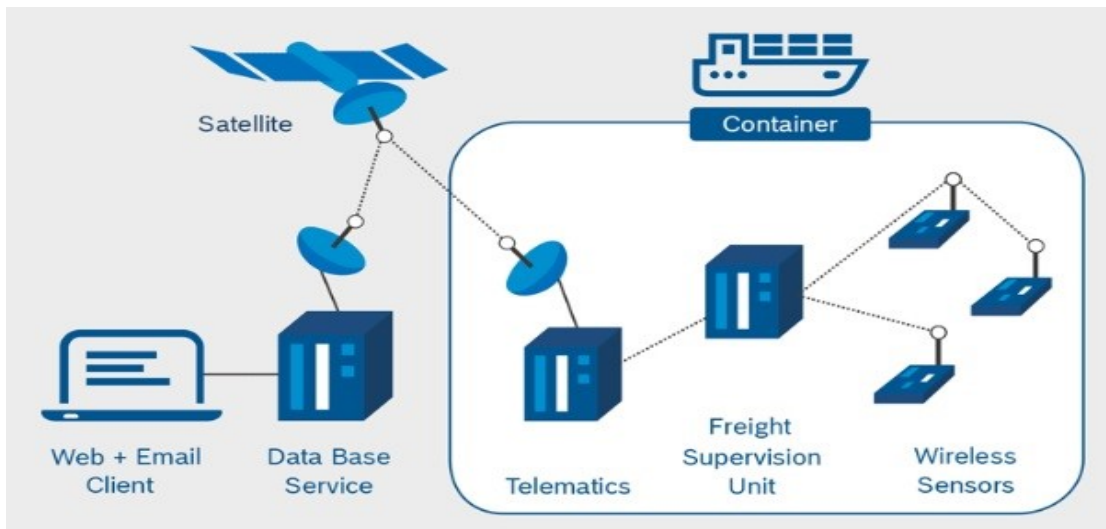 Satellite
Container
Web + Email
Client
Data Base
Service
Telematics
Freight
Supervision
Unit
Wireless
Sensors